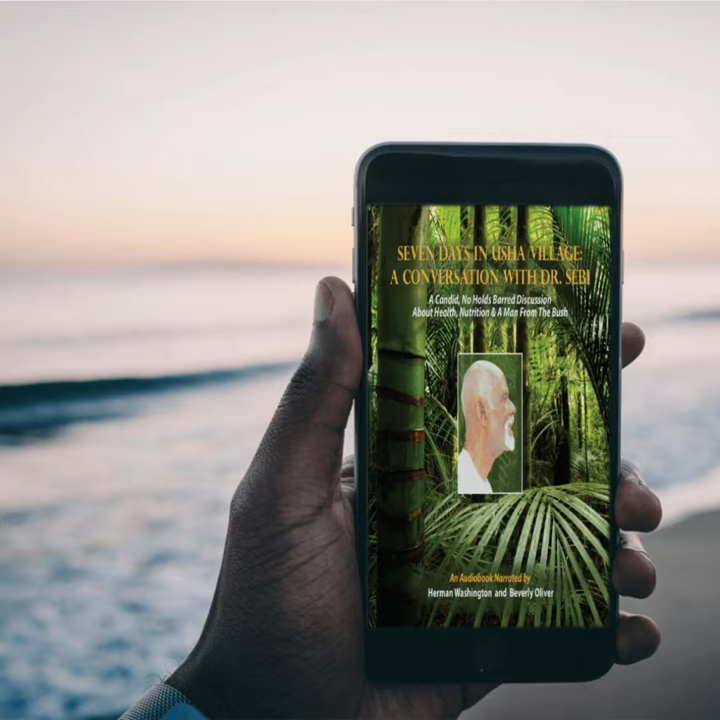 SEVEN DAYS IN USHA VILLAGE:
A CONVERSATION WITH DR. SEBI
A Candid, No Holds Barred Discussion
About Health, Nutrition & A Man From The Bush
An Audiobook Narrated by
Herman Washington and Beverly Oliver